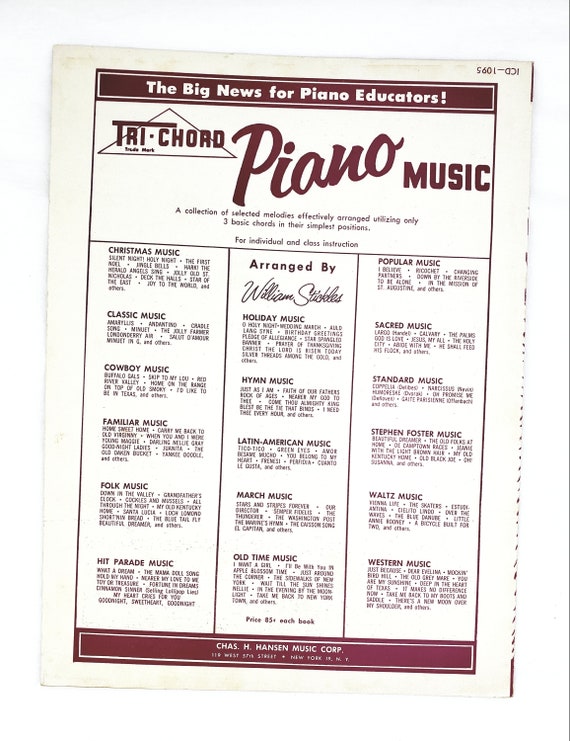 ICD-1095
The Big News for Piano Educators!
TRI-CHORD
Trade Mark
Piano MUSIC
A collection of selected melodies effectively arranged utilizing only
3 basic chords in their simplest positions.
For individual and class instruction
CHRISTMAS MUSIC
SILENT NIGHT! HOLY NIGHT • THE FIRST
NOEL • JINGLE BELLS • HARK! THE
HERALD ANGELS SING • JOLLY OLD ST.
NICHOLAS • DECK THE HALLS • STAR OF
THE EAST • JOY TO THE WORLD, and
others.
CLASSIC MUSIC
AMARYLLIS • ANDANTINO • CRADLE
SONG • MINUET • THE JOLLY FARMER
LONDONDERRY AIR • SALUT D'AMOUR
MINUET IN G, and others.
COWBOY MUSIC
BUFFALO GALS • SKIP TO MY LOU • RED
RIVER VALLEY • HOME ON THE RANGE
ON TOP OF OLD SMOKY • I'D LIKE TO
BE IN TEXAS, and others.
FAMILIAR MUSIC
HOME SWEET HOME • CARRY ME BACK TO
OLD VIRGINNY • WHEN YOU AND I WERE
YOUNG MAGGIE • DARLING NELLIE GRAY
GOOD-NIGHT LADIES • JUANITA • THE
OLD OAKEN BUCKET • YANKEE DOODLE,
and others.
FOLK MUSIC
DOWN IN THE VALLEY • GRANDFATHER'S
CLOCK • COCKLES AND MUSSELS • ALL
THROUGH THE NIGHT • MY OLD KENTUCKY
HOME • SANTA LUCIA • LOCH LOMOND
SHORT'NIN BREAD • THE BLUE TAIL FLY
BEAUTIFUL DREAMER, and others.
HIT PARADE MUSIC
WHAT A DREAM • THE MAMA DOLL SONG
HOLD MY HAND • NEARER MY LOVE TO ME
TOY OR TREASURE • FORTUNE IN DREAMS
CINNAMON SINNER (Selling Lollipop Lies)
MY HEART CRIES FOR YOU
GOODNIGHT, SWEETHEART, GOODNIGHT
Arranged By
William Stickles
HOLIDAY MUSIC
O HOLY NIGHT • WEDDING MARCH • AULD
LANG SYNE • BIRTHDAY GREETINGS
PLEDGE OF ALLEGIANCE • STAR SPANGLED
BANNER • PRAYER OF THANKSGIVING
CHRIST THE LORD IS RISEN TODAY
SILVER THREADS AMONG THE GOLD, and
others.
HYMN MUSIC
JUST AS I AM • FAITH OF OUR FATHERS
ROCK OF AGES • NEARER MY GOD TO
THEE • COME THOU ALMIGHTY KING
BLEST BE THE TIE THAT BINDS • I NEED
THEE EVERY HOUR, and others.
LATIN-AMERICAN MUSIC
TICO-TICO • GREEN EYES • AMOR
BESAME MUCHO • YOU BELONG TO MY
HEART • FRENESI • PERFIDIA • CUANTO
LE GUSTA, and others.
MARCH MUSIC
STARS AND STRIPES FOREVER • OUR
DIRECTOR • SEMPER FIDELIS • THE
THUNDERER • THE WASHINGTON POST
THE MARINE'S HYMN • THE CAISSON SONG
EL CAPITAN, and others.
OLD TIME MUSIC
I WANT A GIRL • I'll Be With You IN
APPLE BLOSSOM TIME • JUST AROUND
THE CORNER • THE SIDEWALKS OF NEW
YORK • WAIT TILL THE SUN SHINES
NELLIE • IN THE EVENING BY THE MOON-
LIGHT • TAKE ME BACK TO NEW YORK
TOWN, and others.
Price 85¢ each book
POPULAR MUSIC
I BELIEVE • RICOCHET • CHANGING
PARTNERS • DOWN BY THE RIVERSIDE
TO BE ALONE • IN THE MISSION OF
ST. AUGUSTINE, and others.
SACRED MUSIC
LARGO (Handel) • CALVARY • THE PALMS
GOD IS LOVE • JESUS, MY ALL • THE HOLY
CITY • ABIDE WITH ME • HE SHALL FEED
HIS FLOCK, and others.
STANDARD MUSIC
COPPELIA (Delibes) • NARCISSUS (Nevin)
HUMORESKE (Dvorak) • OH PROMISE ME
(DeKoven) • GAITE PARISIENNE (Offenbach)
and others.
STEPHEN FOSTER MUSIC
BEAUTIFUL DREAMER • THE OLD FOLKS AT
HOME • DE CAMPTOWN RACES • JEANIE
WITH THE LIGHT BROWN HAIR • MY OLD
KENTUCKY HOME • OLD BLACK JOE • OH!
SUSANNA, and others.
WALTZ MUSIC
VIENNA LIFE • THE SKATERS • ESTUDI-
ANTINA • CIELITO LINDO • OVER THE
WAVES • THE BLUE DANUBE • LITTLE
ANNIE ROONEY • A BICYCLE BUILT FOR
TWO, and others.
WESTERN MUSIC
JUST BECAUSE • DEAR EVELINA • MOCKIN'
BIRD HILL • THE OLD GREY MARE • YOU
ARE MY SUNSHINE • DEEP IN THE HEART
OF TEXAS • IT MAKES NO DIFFERENCE
NOW • TAKE ME BACK TO MY BOOTS AND
SADDLE • THERE'S A NEW MOON OVER
MY SHOULDER, and others.
CHAS. H. HANSEN MUSIC CORP.
119 WEST 57th STREET • NEW YORK 19, N. Y.